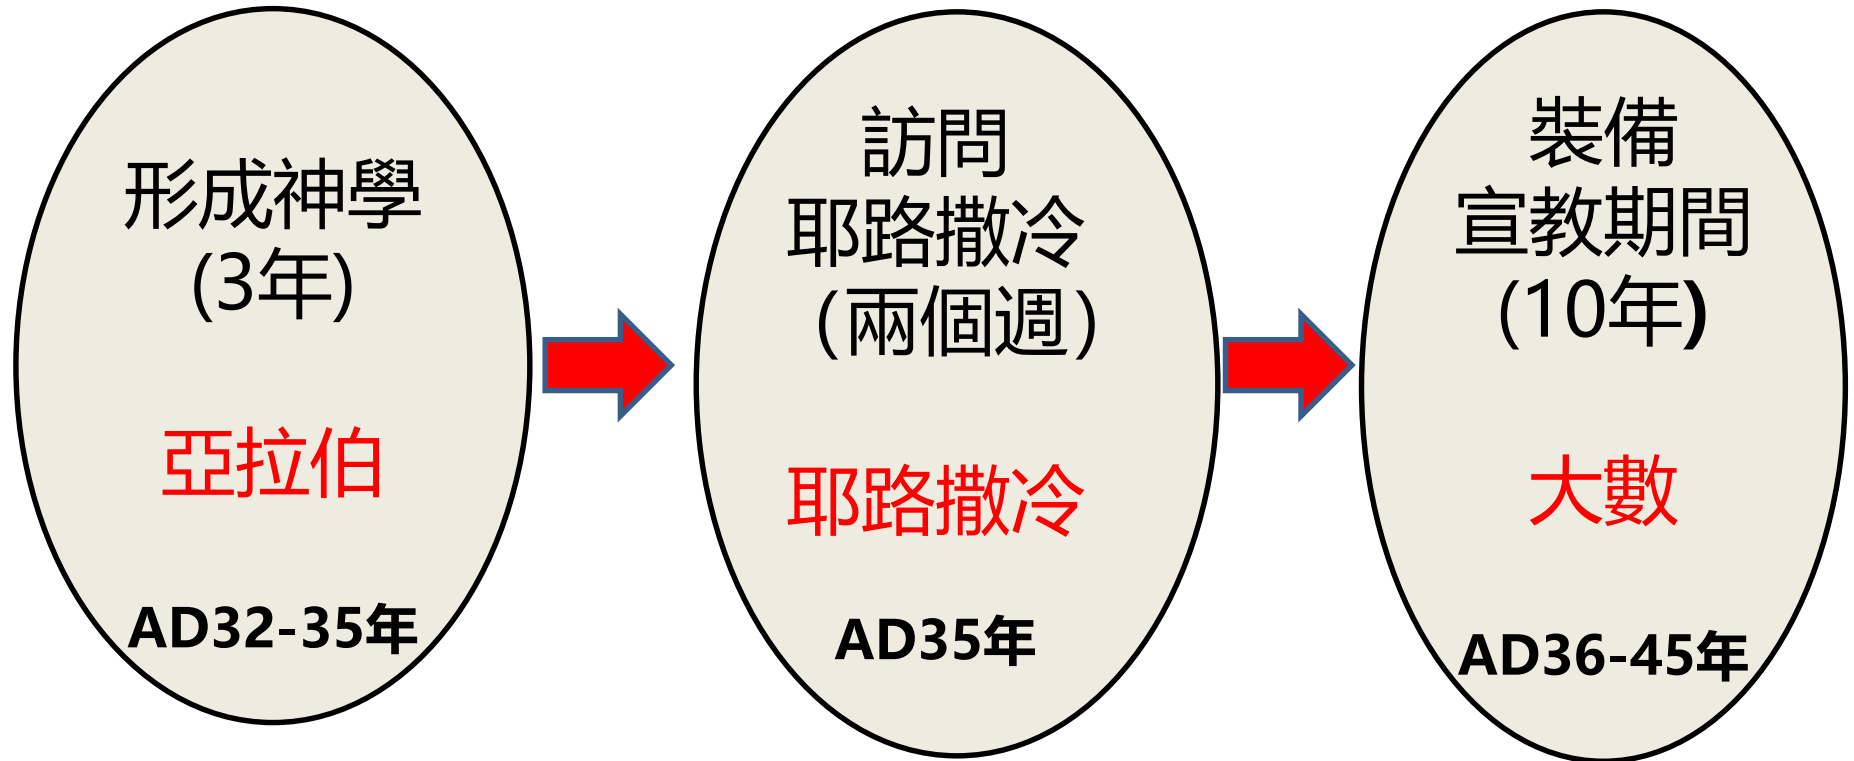 形成神學
(3年)
亞拉伯
AD32-35年
訪問
耶路撒冷
（兩個週）
耶路撒冷
AD35年
裝備
宣教期間
(10年)
大數
AD36-45年